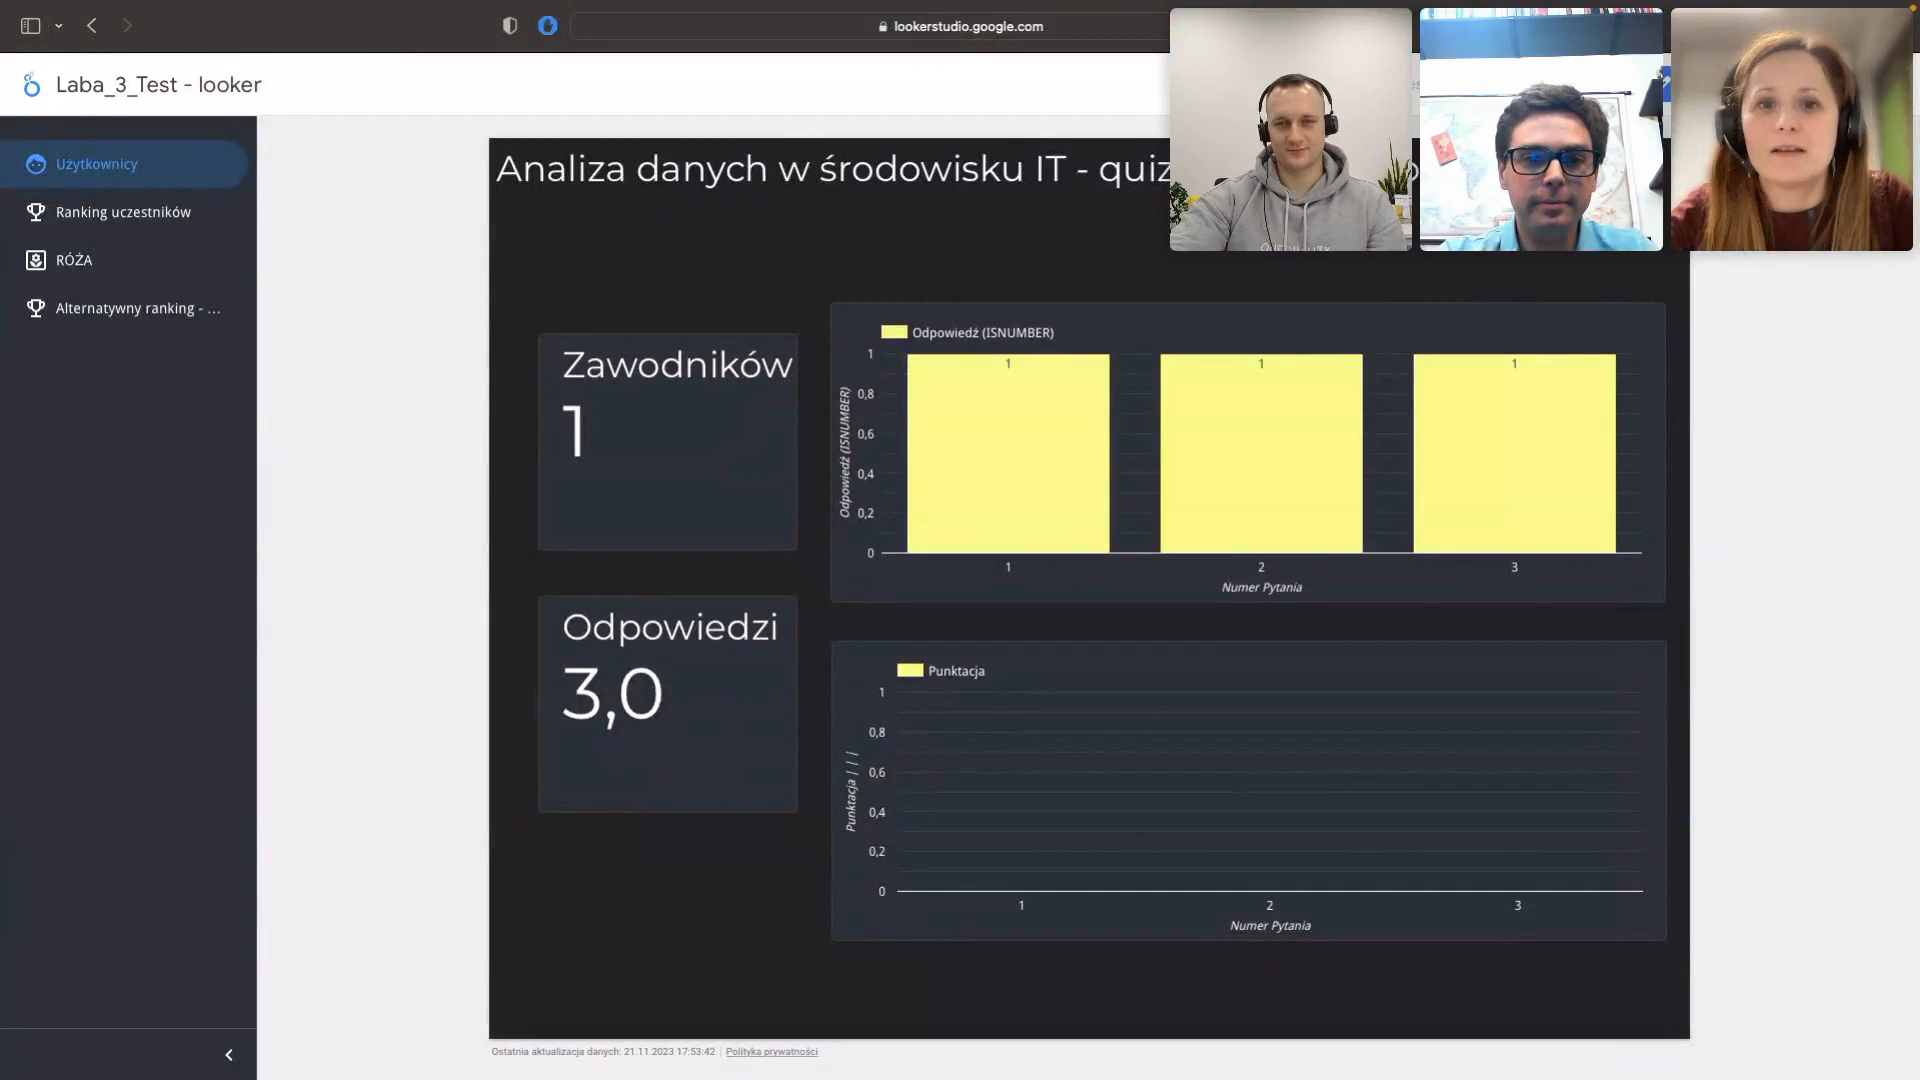 lookerstudio.google.com
Laba_3_Test - looker
Użytkownicy
Ranking uczestników
RÓŻA
Alternatywny ranking - ...
Analiza danych w środowisku IT - quiz
Zawodników
1
Odpowiedzi
3,0
Odpowiedź (ISNUMBER)
Odpowiedź (ISNUMBER)
1
0,8
0,6
0,4
0,2
0
1
1
1
1
2
3
Numer Pytania
Punktacja
Punktacja | | |
1
0,8
0,6
0,4
0,2
0
1
2
3
Numer Pytania
Ostatnia aktualizacja danych: 21.11.2023 17:53:42
Polityka prywatności